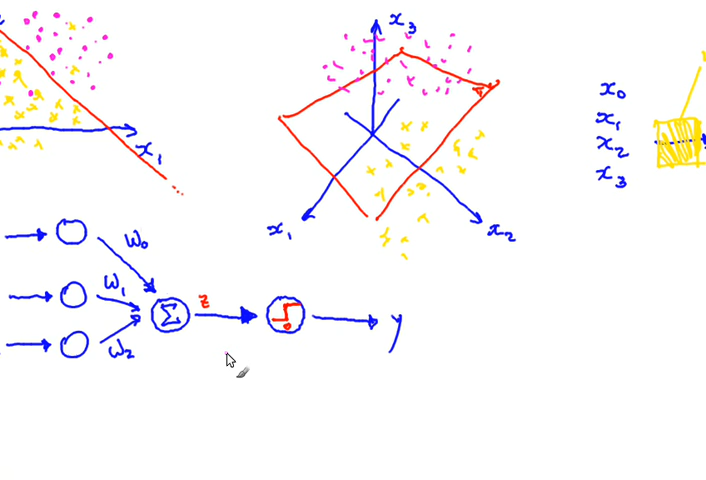 x₃
x₁
x₁
x₂
x₀
x₁
x₂
x₃
w₀
w₁
w₂
Σ
z
y